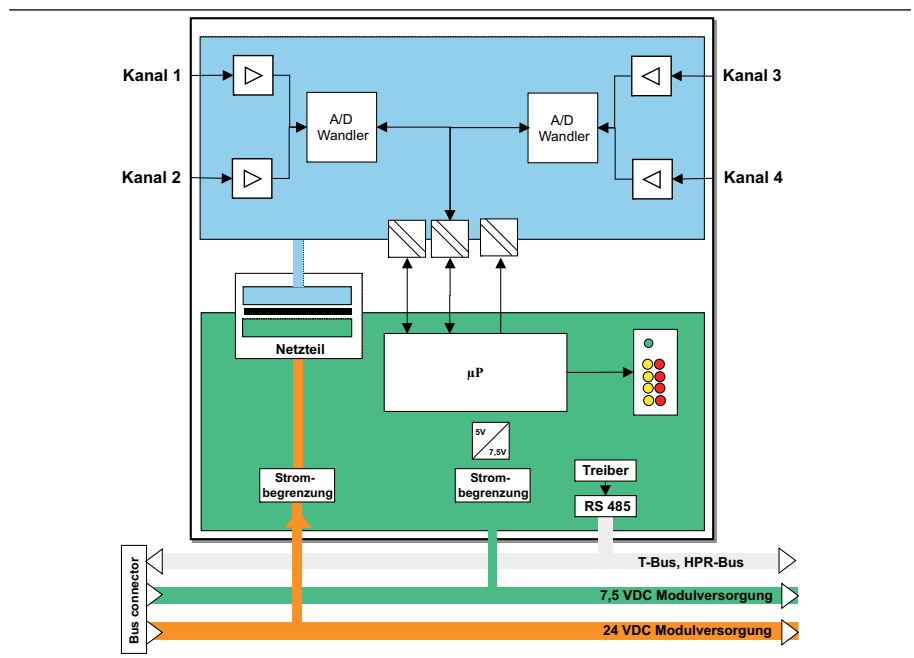 Kanal 1
Kanal 3
A/D
Wandler
A/D
Wandler
Kanal 2
Kanal 4
Netzteil
µP
5V
7,5V
Strom-
begrenzung
Strom-
begrenzung
Treiber
RS 485
Bus connector
T-Bus, HPR-Bus
7,5 VDC Modulversorgung
24 VDC Modulversorgung